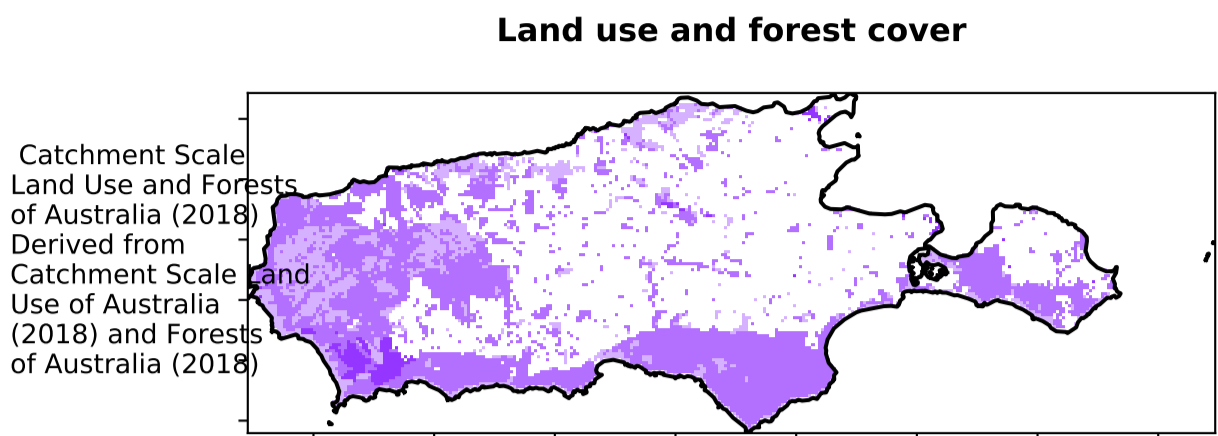 Land use and forest cover
Catchment Scale
Land Use and Forests
of Australia (2018)
Derived from
Catchment Scale Land
Use of Australia
(2018) and Forests
of Australia (2018)